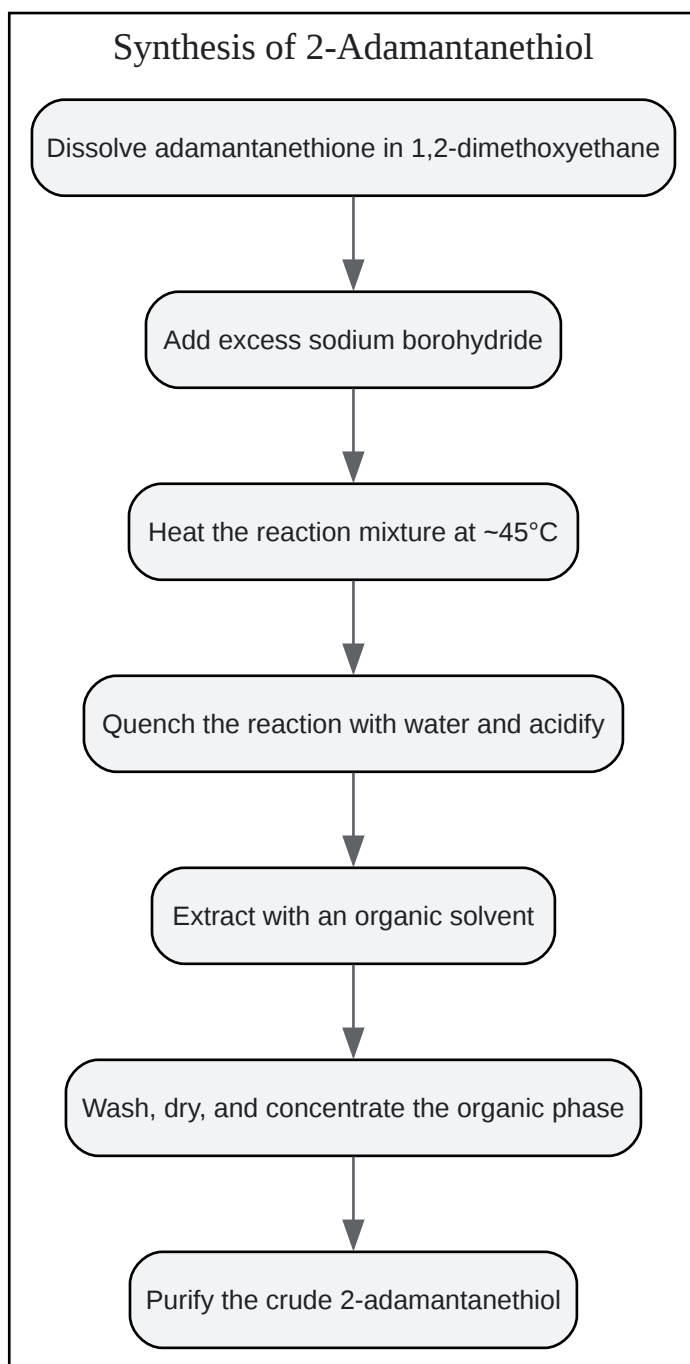 Synthesis of 2-Adamantanethiol
Dissolve adamantanethione in 1,2-dimethoxyethane
Add excess sodium borohydride
Heat the reaction mixture at ~45°C
Quench the reaction with water and acidify
Extract with an organic solvent
Wash, dry, and concentrate the organic phase
Purify the crude 2-adamantanethiol